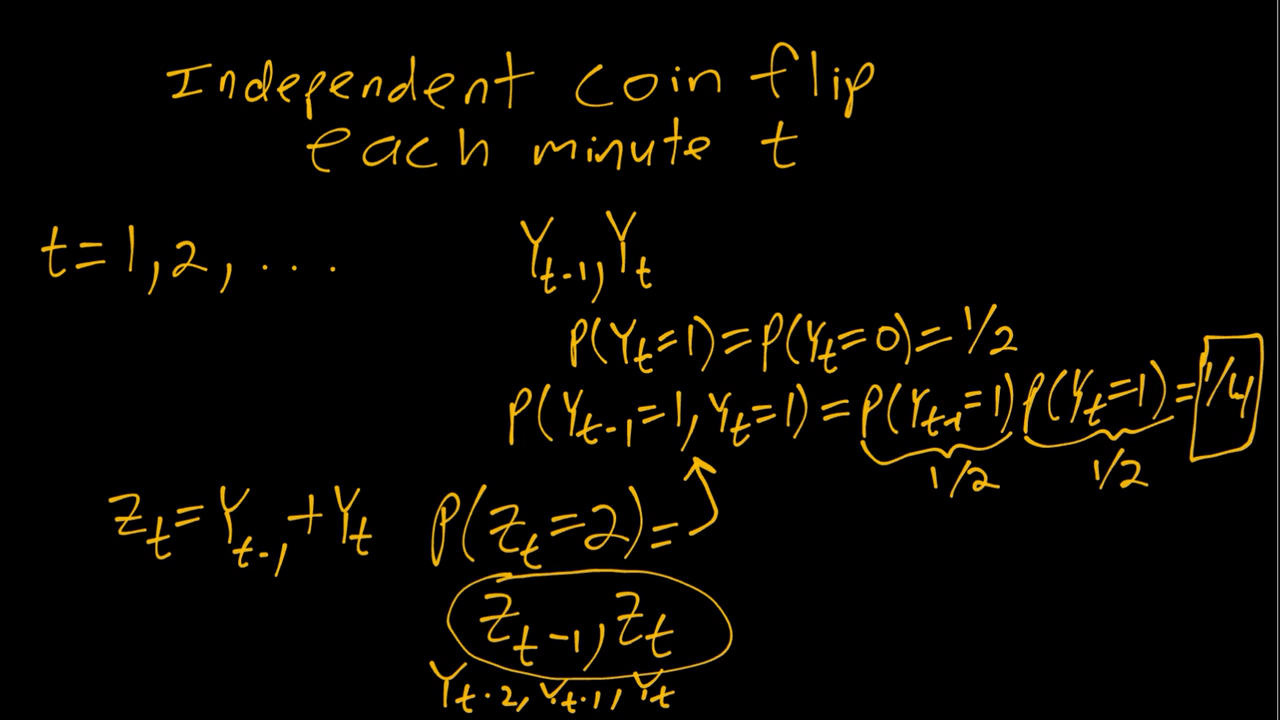 Independent coin flip
each minute t
t=1,2,...
Y_{t-1}, Y_t
P(Y_t=1)=P(Y_t=0)=1/2
P(Y_{t-1}=1, Y_t=1)=P(Y_{t-1}=1)P(Y_t=1)=1/4
1/2 1/2
Z_t=Y_{t-1}+Y_t P(Z_t=2)=
Z_{t-1}, Z_t
Y_{t-2}, Y_{t-1}, Y_t